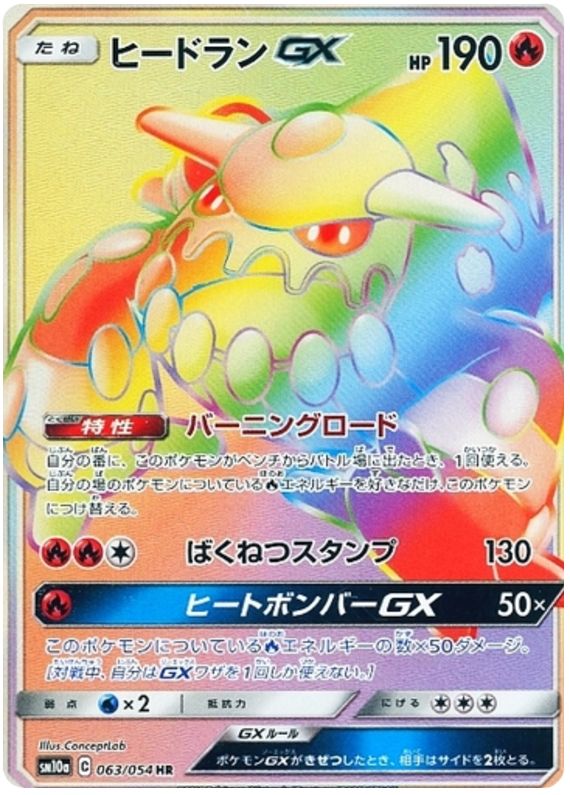 たね ヒードランGX HP190
特性 バーニングロード
自分の番に、このポケモンがベンチからバトル場に出たとき、1回使える。
自分の場のポケモンについている エネルギーを好きなだけ、このポケモン
につけ替える。
ばくねつスタンプ 130
ヒートボンバーGX 50×
このポケモンについている エネルギーの数×50ダメージ。
[対戦中、自分はGXワザを1回しか使えない。]
弱点 ×2 抵抗力 にげる
Illus.ConceptLab
GXルール
sm10a C 063/054 HR
ポケモンGXがきぜつしたとき、相手はサイドを2枚とる。